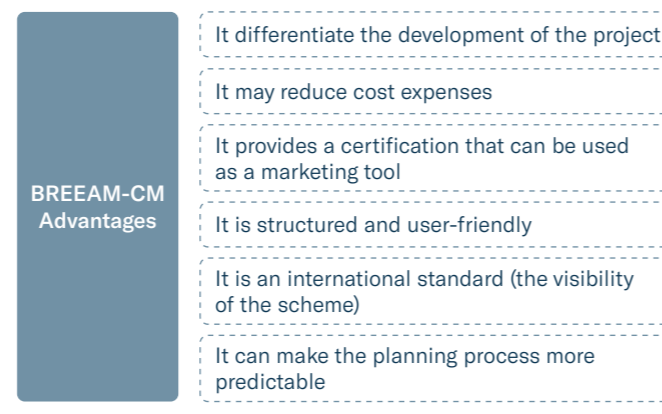 BREEAM-CM
Advantages
It differentiate the development of the project
It may reduce cost expenses
It provides a certification that can be used
as a marketing tool
It is structured and user-friendly
It is an international standard (the visibility
of the scheme)
It can make the planning process more
predictable